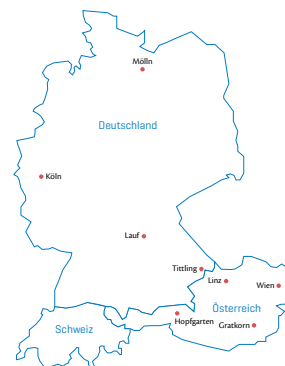 Mölln
Deutschland
Köln
Lauf
Tittling
Linz
Wien
Österreich
Hopfgarten
Gratkorn
Schweiz